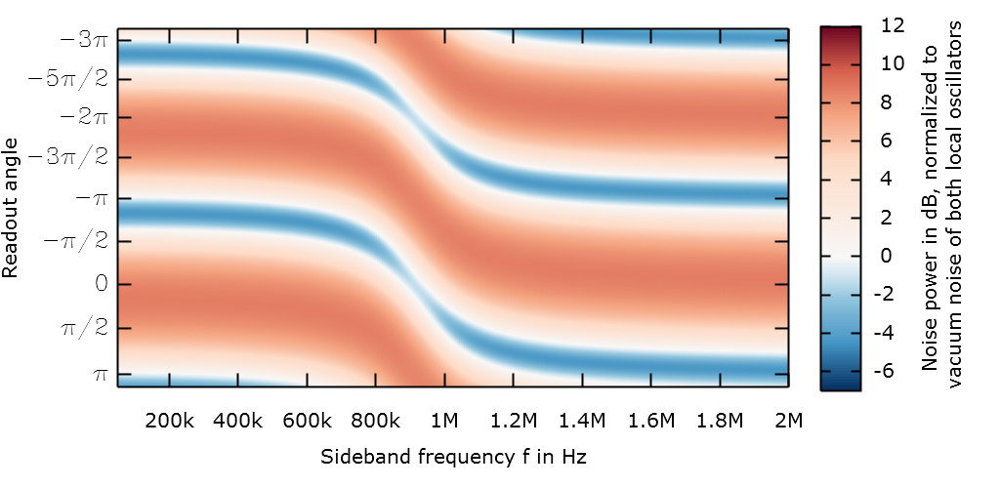 Readout angle
−3π
−5π/2
−2π
−3π/2
−π
−π/2
0
π/2
π
200k 400k 600k 800k 1M 1.2M 1.4M 1.6M 1.8M 2M
Sideband frequency f in Hz
12
10
8
6
4
2
0
-2
-4
-6
Noise power in dB, normalized to
vacuum noise of both local oscillators